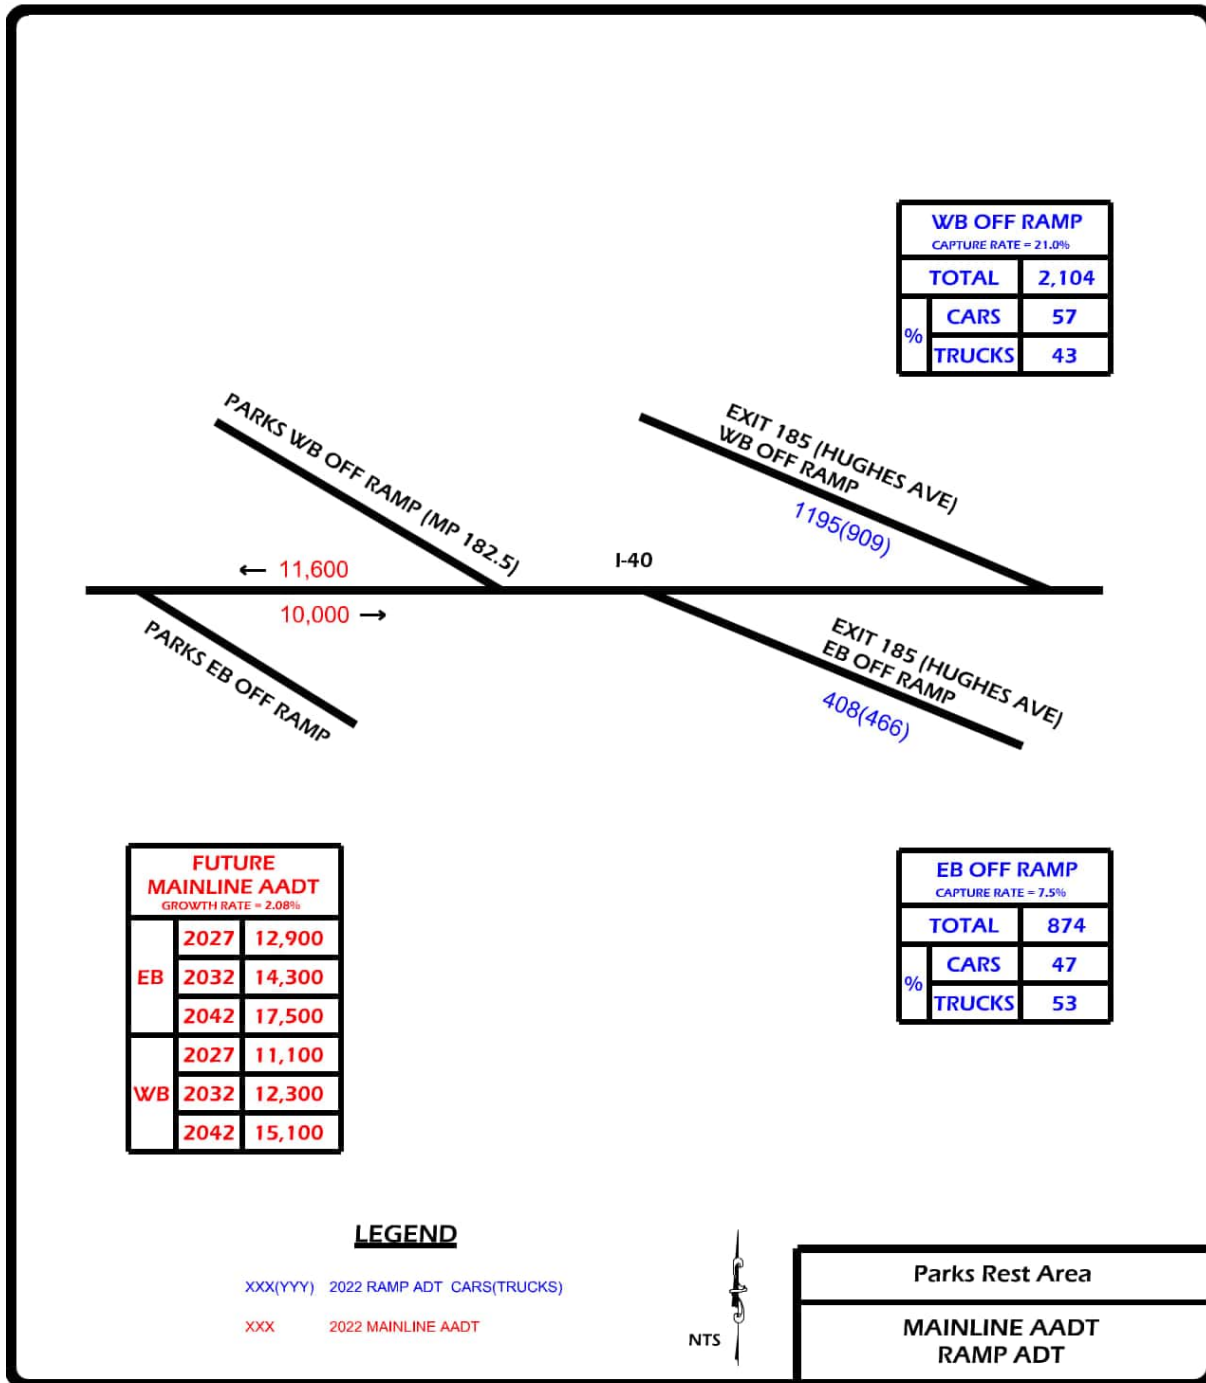 WB OFF RAMP
CAPTURE RATE = 21.0%
TOTAL 2,104
% CARS 57
TRUCKS 43
PARKS WB OFF RAMP (MP 182.5)
EXIT 185 (HUGHES AVE)
WB OFF RAMP
1195(909)
I-40
← 11,600
10,000 →
PARKS EB OFF RAMP
EXIT 185 (HUGHES AVE)
EB OFF RAMP
408(466)
FUTURE
MAINLINE AADT
GROWTH RATE = 2.08%
EB 2027 12,900
2032 14,300
2042 17,500
WB 2027 11,100
2032 12,300
2042 15,100
EB OFF RAMP
CAPTURE RATE = 7.5%
TOTAL 874
% CARS 47
TRUCKS 53
LEGEND
XXX(YYY) 2022 RAMP ADT CARS(TRUCKS)
XXX 2022 MAINLINE AADT
NTS
Parks Rest Area
MAINLINE AADT
RAMP ADT